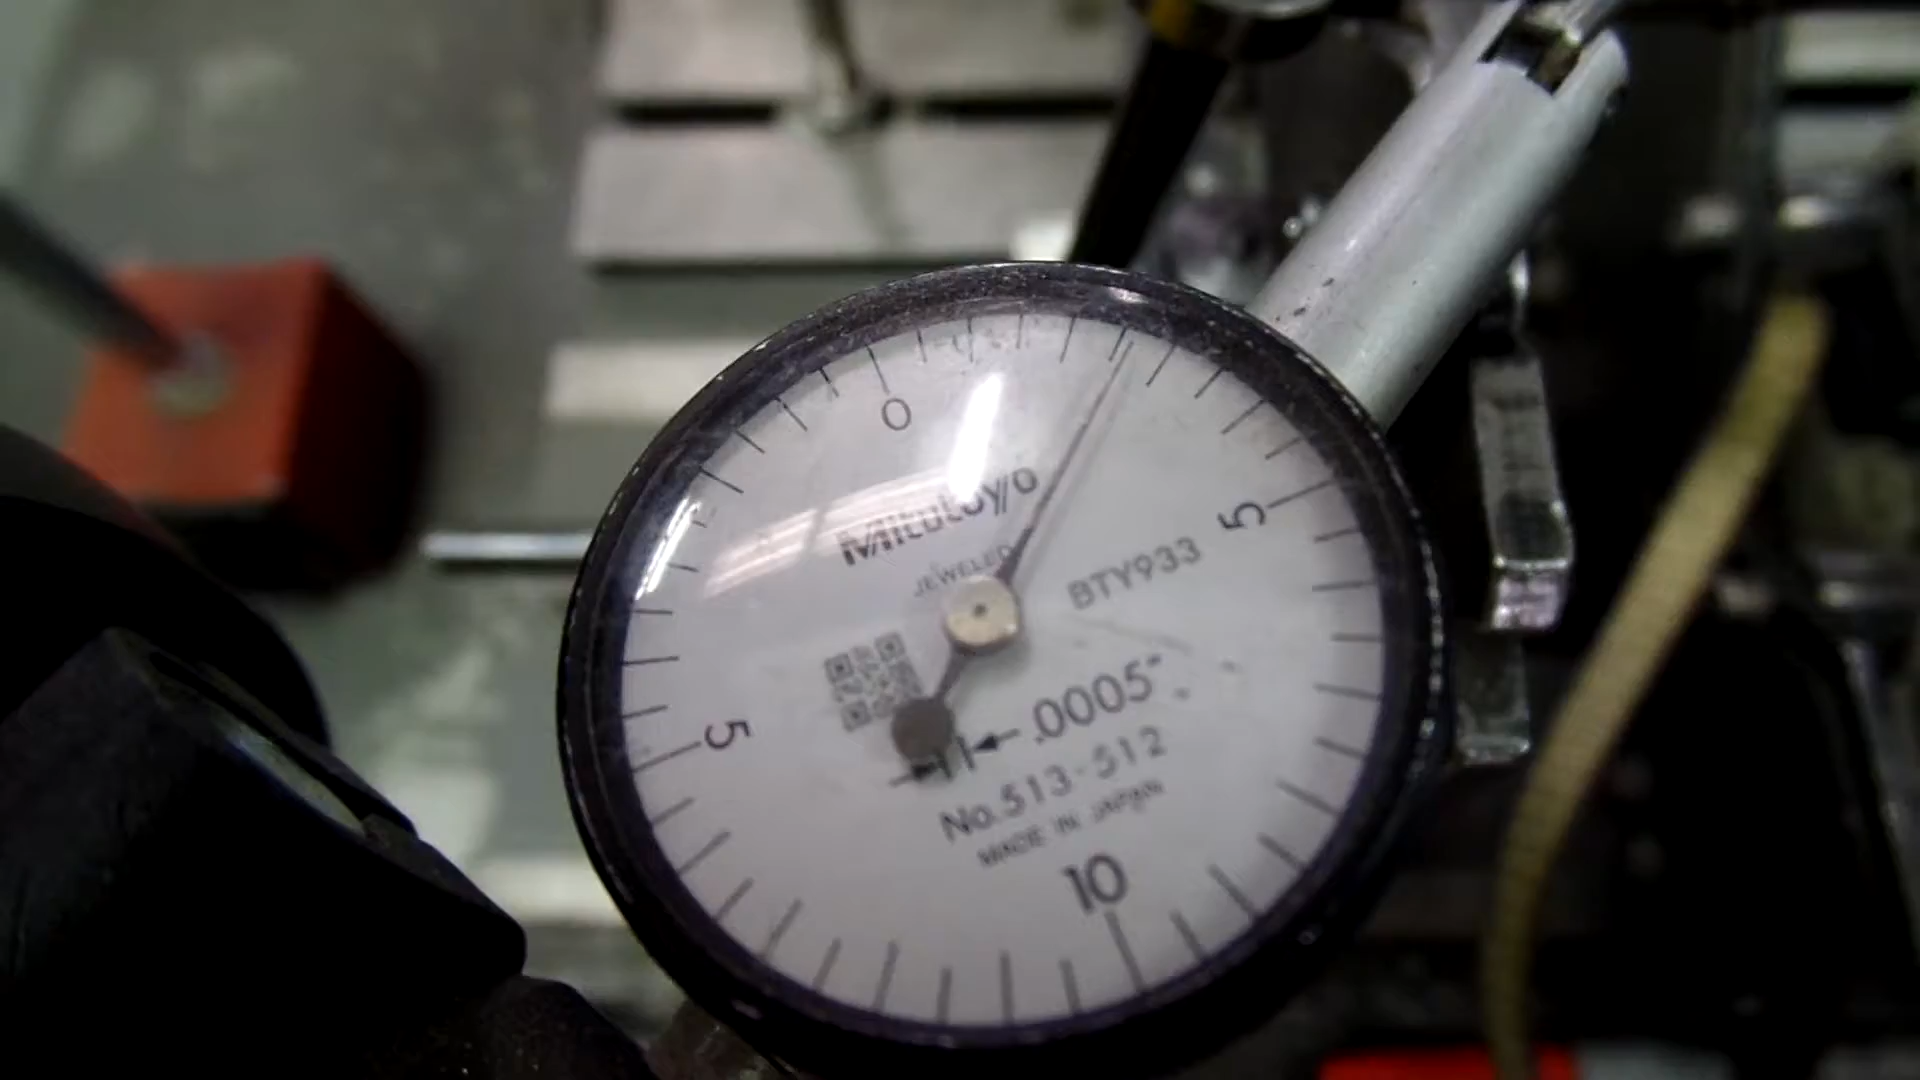 0
Mitutoyo
JEWELED
5
BTY933
5
.0005"
No.513-512
MADE IN JAPAN
10